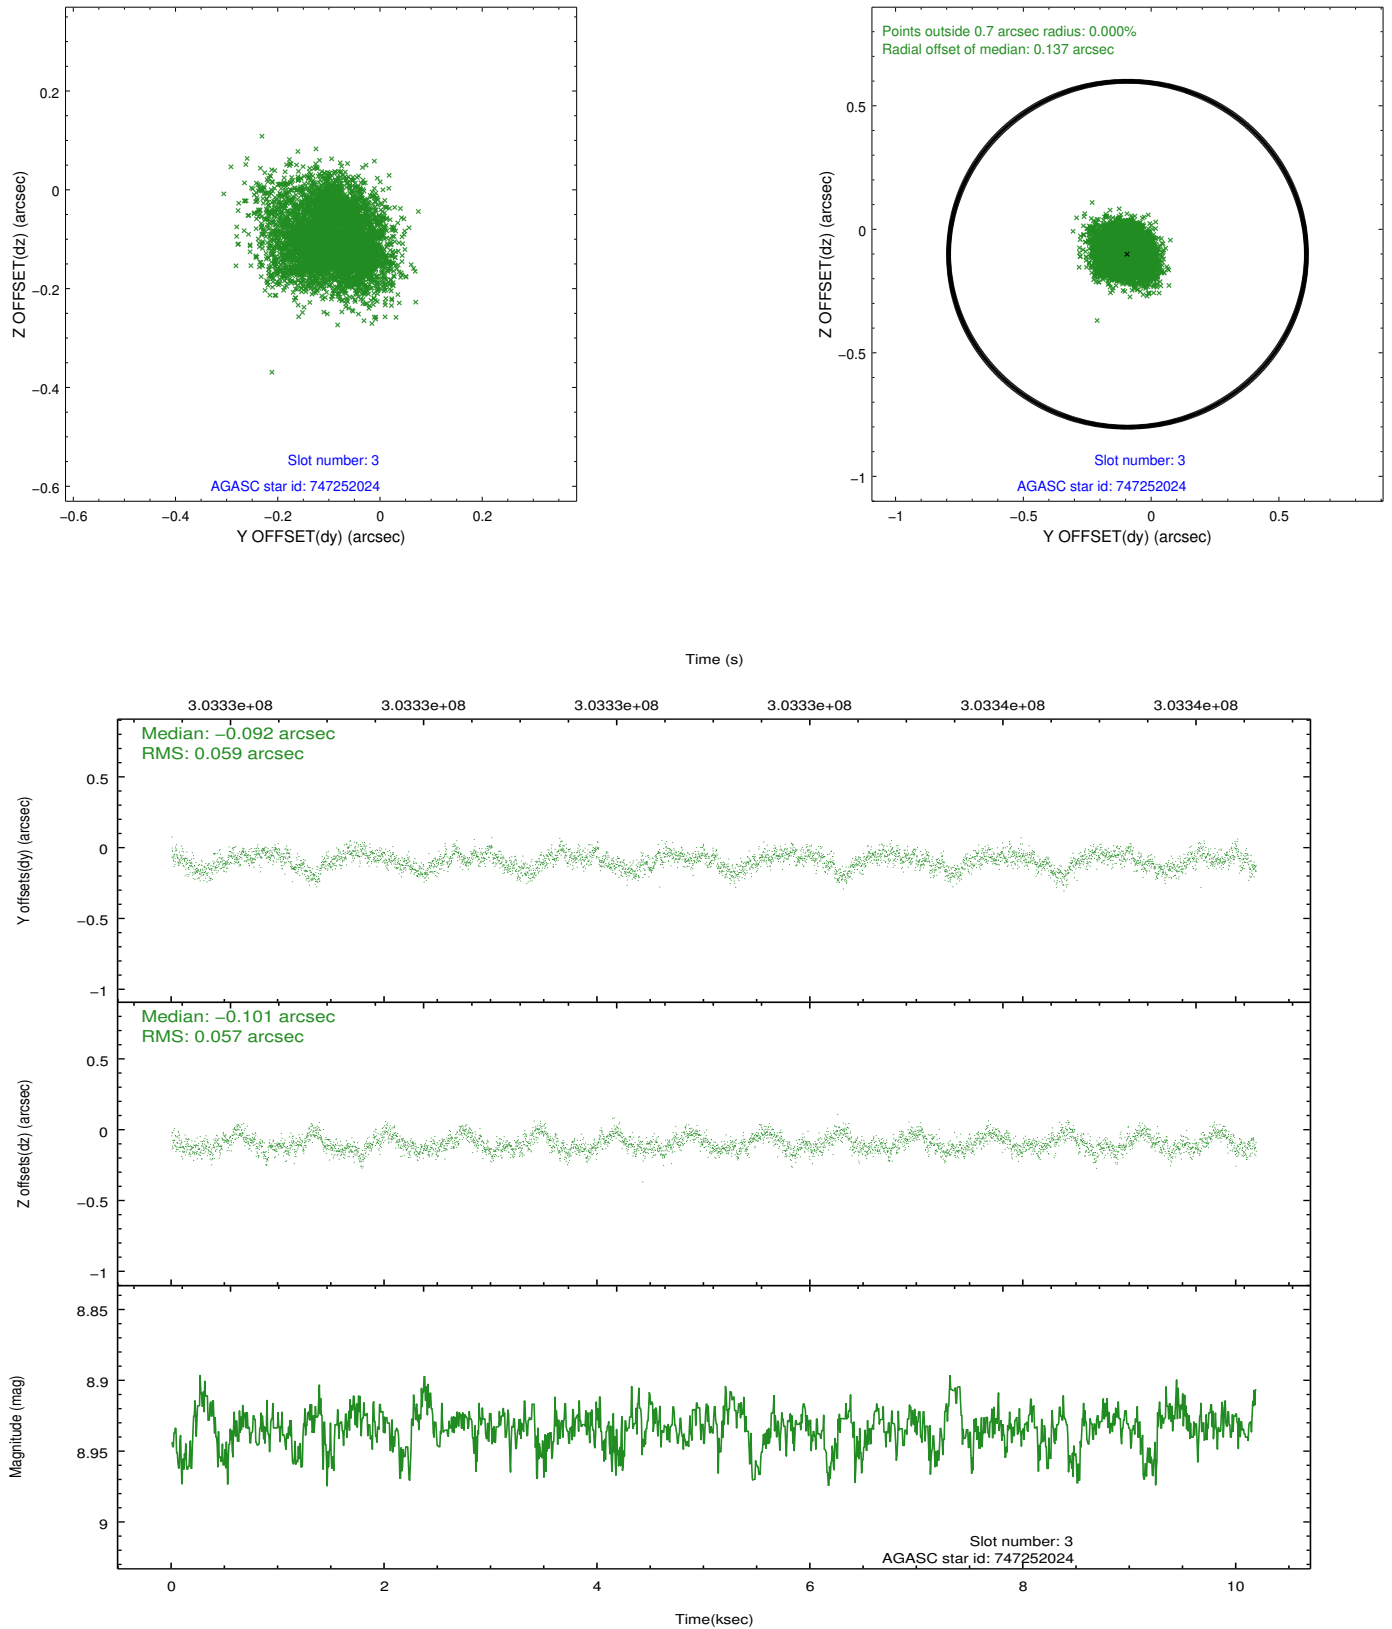 0.2
0
−0.2
−0.4
−0.6
Z OFFSET(dz) (arcsec)
Slot number: 3
AGASC star id: 747252024
−0.6
−0.4
−0.2
0
0.2
Y OFFSET(dy) (arcsec)
Points outside 0.7 arcsec radius: 0.000%
Radial offset of median: 0.137 arcsec
0.5
0
−0.5
−1
Z OFFSET(dz) (arcsec)
Slot number: 3
AGASC star id: 747252024
−1
−0.5
0
0.5
Y OFFSET(dy) (arcsec)
Time (s)
3.0333e+08
3.0333e+08
3.0333e+08
3.0333e+08
3.0334e+08
3.0334e+08
Median: −0.092 arcsec
RMS: 0.059 arcsec
0.5
0
−0.5
−1
Y offsets(dy) (arcsec)
Median: −0.101 arcsec
RMS: 0.057 arcsec
0.5
0
−0.5
−1
Z offsets(dz) (arcsec)
8.85
8.9
8.95
9
Magnitude (mag)
Slot number: 3
AGASC star id: 747252024
0
2
4
6
8
10
Time(ksec)